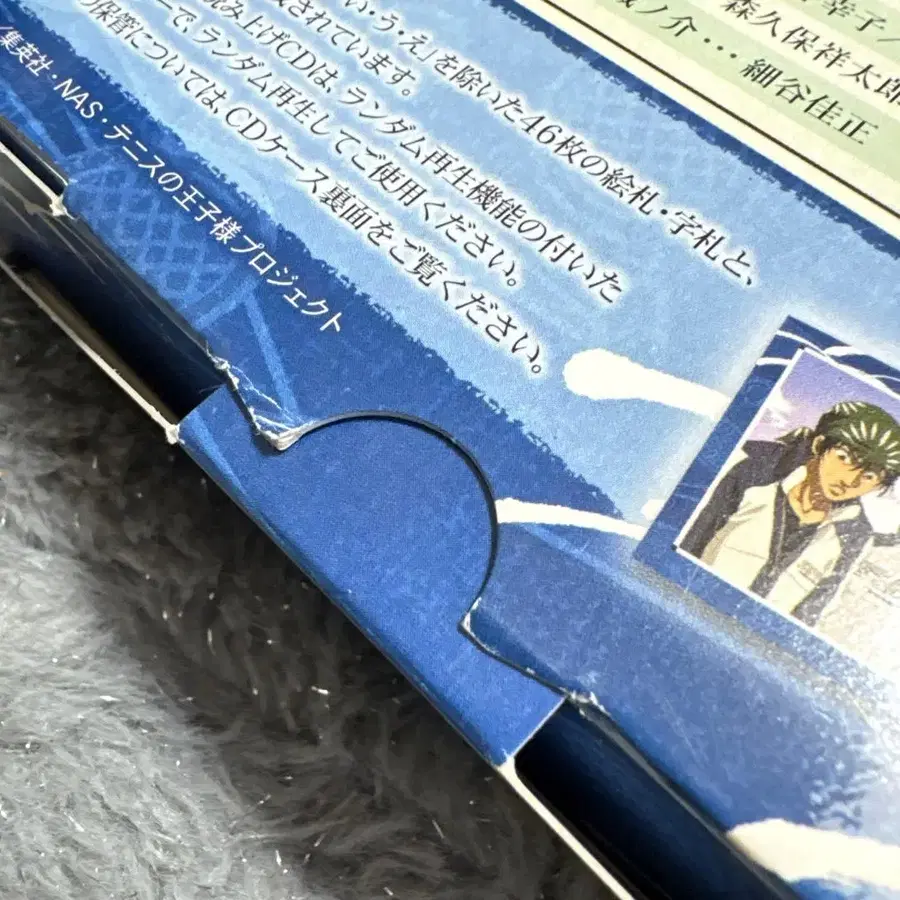 幸子/
森久保祥太郎
ノ介…細谷佳正
い・う・え」を除いた46枚の絵札・字札と、
されています。
読み上げCDは、ランダム再生機能の付いた
ーで、ランダム再生してご使用ください。
保管については、CDケース裏面をご覧ください。
/集英社・NAS・テニスの王子様プロジェクト